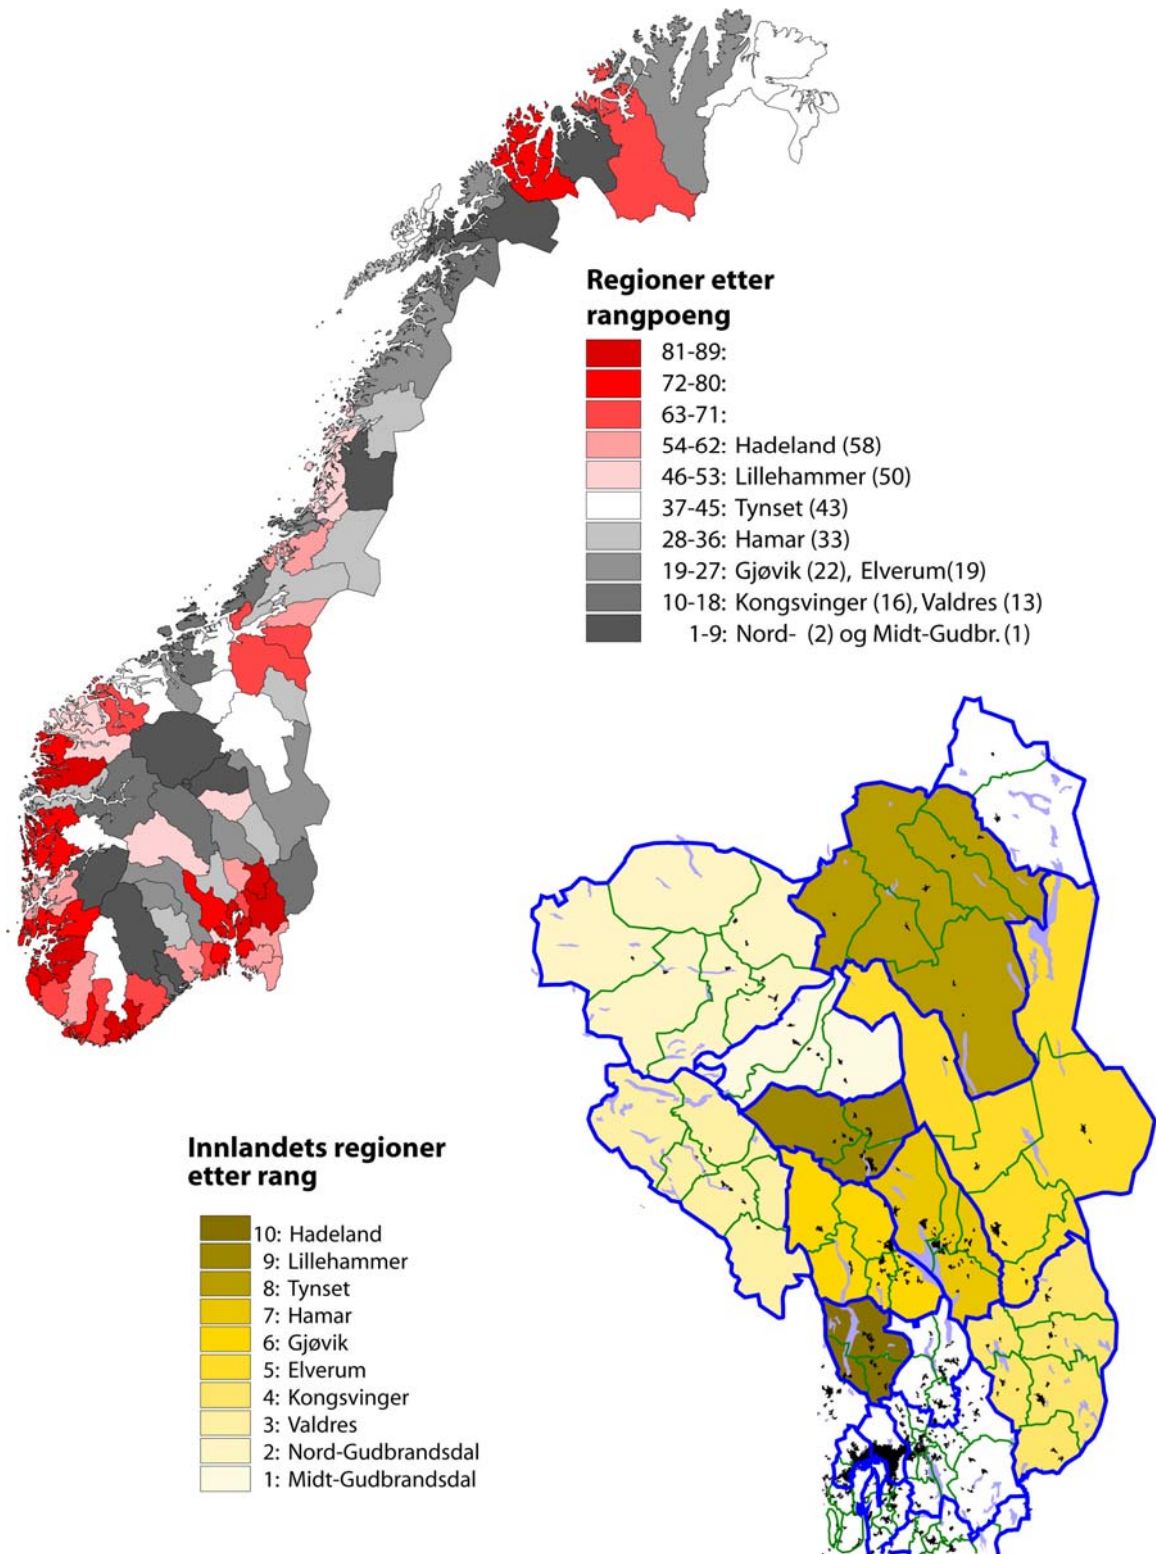 Regioner etter
rangpoeng
81-89:
72-80:
63-71:
54-62: Hadeland (58)
46-53: Lillehammer (50)
37-45: Tynset (43)
28-36: Hamar (33)
19-27: Gjøvik (22), Elverum(19)
10-18: Kongsvinger (16), Valdres (13)
1-9: Nord- (2) og Midt-Gudbr. (1)
Innlandets regioner
etter rang
10: Hadeland
9: Lillehammer
8: Tynset
7: Hamar
6: Gjøvik
5: Elverum
4: Kongsvinger
3: Valdres
2: Nord-Gudbrandsdal
1: Midt-Gudbrandsdal